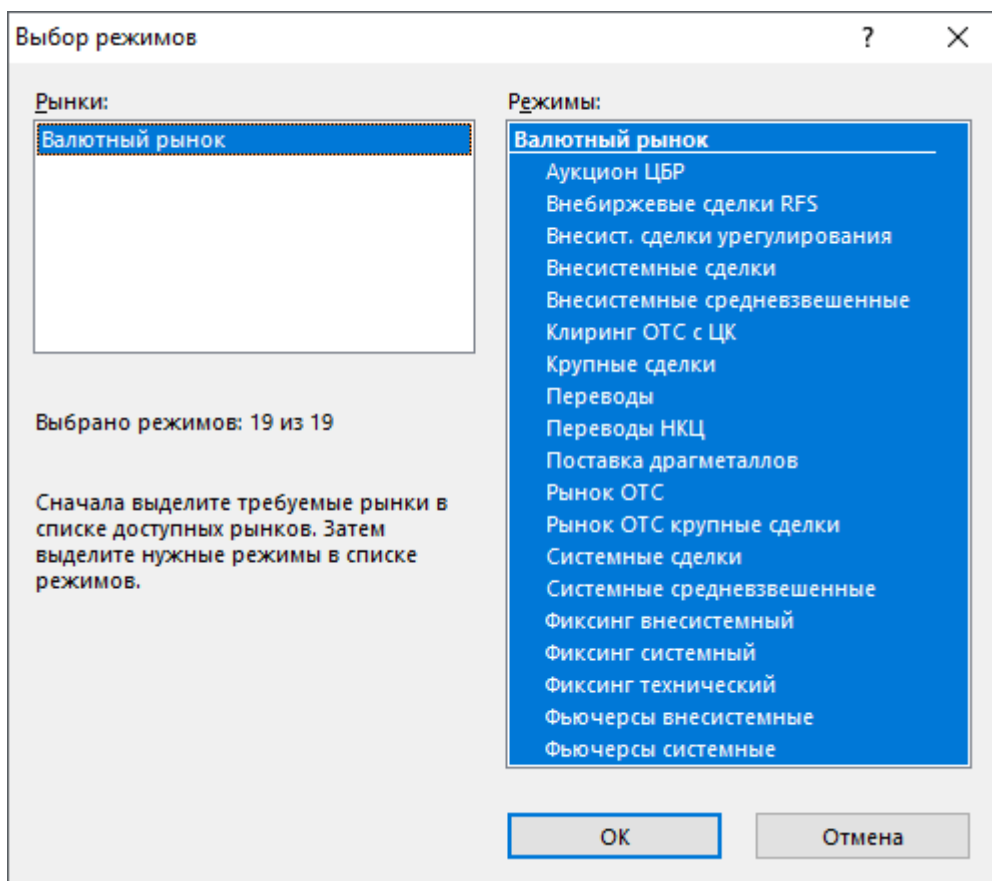 Выбор режимов
?
Рынки:
Валютный рынок
Выбрано режимов: 19 из 19
Сначала выделите требуемые рынки в
списке доступных рынков. Затем
выделите нужные режимы в списке
режимов.
Режимы:
Валютный рынок
Аукцион ЦБР
Внебиржевые сделки RFS
Внесист. сделки урегулирования
Внесистемные сделки
Внесистемные средневзвешенные
Клиринг ОТС с ЦК
Крупные сделки
Переводы
Переводы НКЦ
Поставка драгметаллов
Рынок ОТС
Рынок ОТС крупные сделки
Системные сделки
Системные средневзвешенные
Фиксинг внесистемный
Фиксинг системный
Фиксинг технический
Фьючерсы внесистемные
Фьючерсы системные
ОК
Отмена